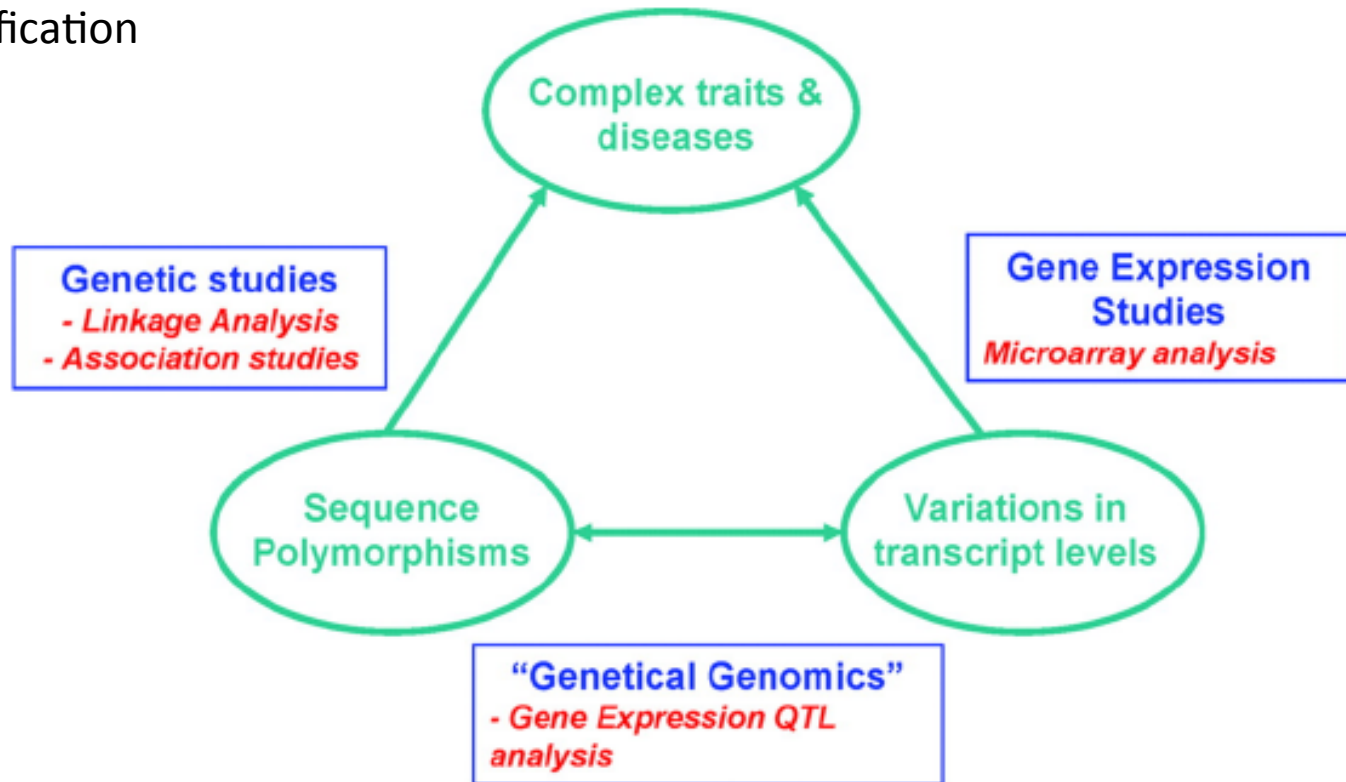 fication
Complex traits &
diseases
Genetic studies
- Linkage Analysis
- Association studies
Gene Expression
Studies
Microarray analysis
Sequence
Polymorphisms
Variations in
transcript levels
“Genetical Genomics”
- Gene Expression QTL
analysis